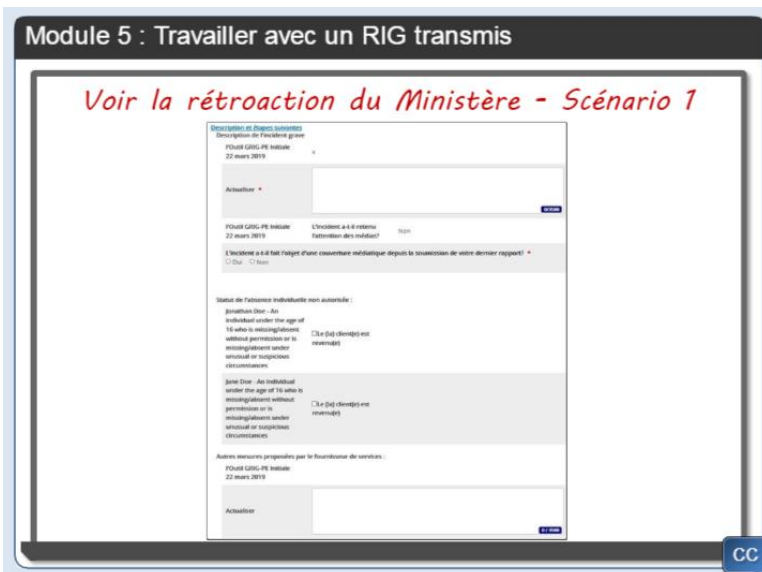 Module 5 : Travailler avec un RIG transmis
Voir la rétroaction du Ministère - Scénario 1
Description et étapes suivantes
Description de l'incident grave
l'Outil GRIG-PE Initiale
22 mars 2019
Actualiser *
l'Outil GRIG-PE Initiale
22 mars 2019
L'incident a-t-il retenu
l'attention des médias?
Non
L'incident a-t-il fait l'objet d'une couverture médiatique depuis la soumission de votre dernier rapport? *
Oui Non
Statut de l'absence individuelle non autorisée :
Jonathan Doe - An
individual under the age of
16 who is missing/absent
without permission or is
missing/absent under
unusual or suspicious
circumstances
Le (la) client(e) est
revenu(e)
Jane Doe - An individual
under the age of 16 who is
missing/absent without
permission or is
missing/absent under
unusual or suspicious
circumstances
Le (la) client(e) est
revenu(e)
Autres mesures proposées par le fournisseur de services :
l'Outil GRIG-PE Initiale
22 mars 2019
Actualiser
CC